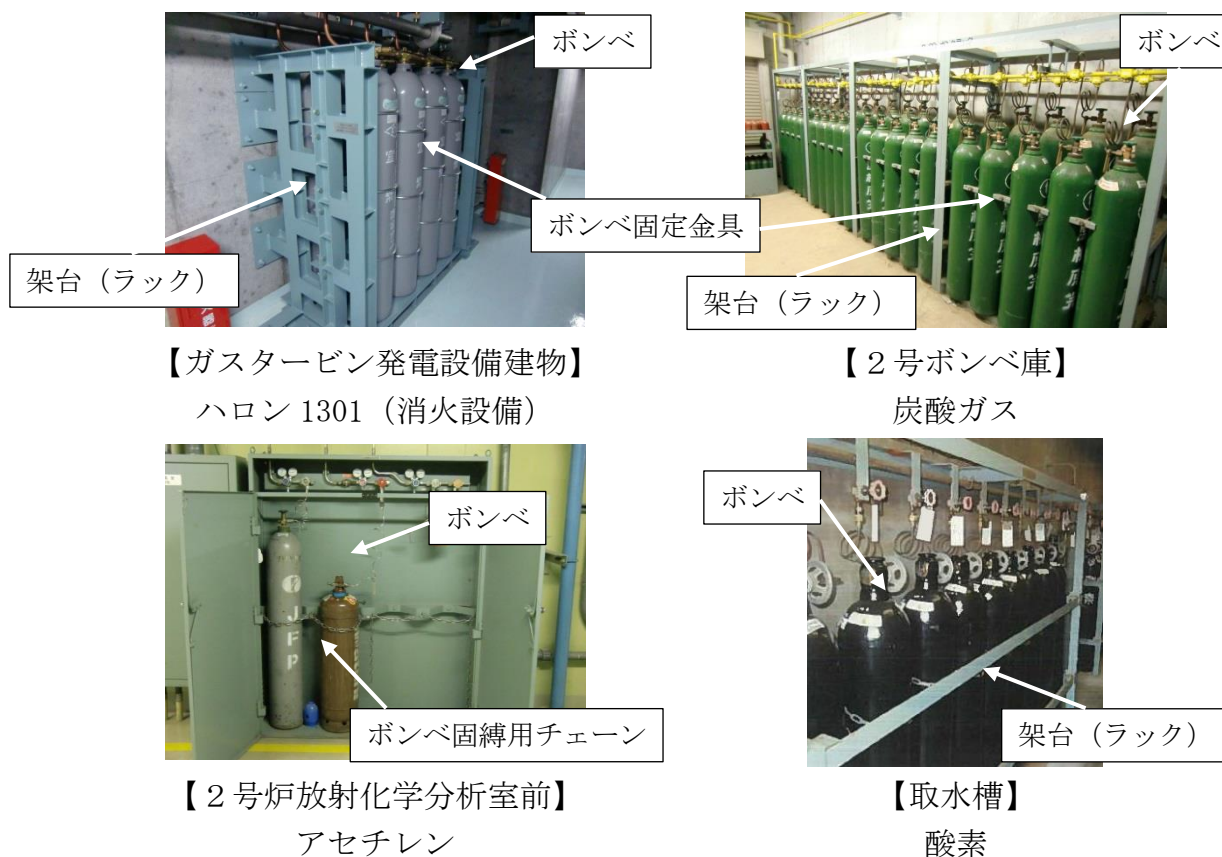 ボンベ
ボンベ
ボンベ固定金具
架台（ラック）
架台（ラック）
【ガスタービン発電設備建物】
ハロン 1301（消火設備）
【２号ボンベ庫】
炭酸ガス
ボンベ
ボンベ
JFP
ボンベ固縛用チェーン
架台（ラック）
【２号炉放射化学分析室前】
アセチレン
【取水槽】
酸素